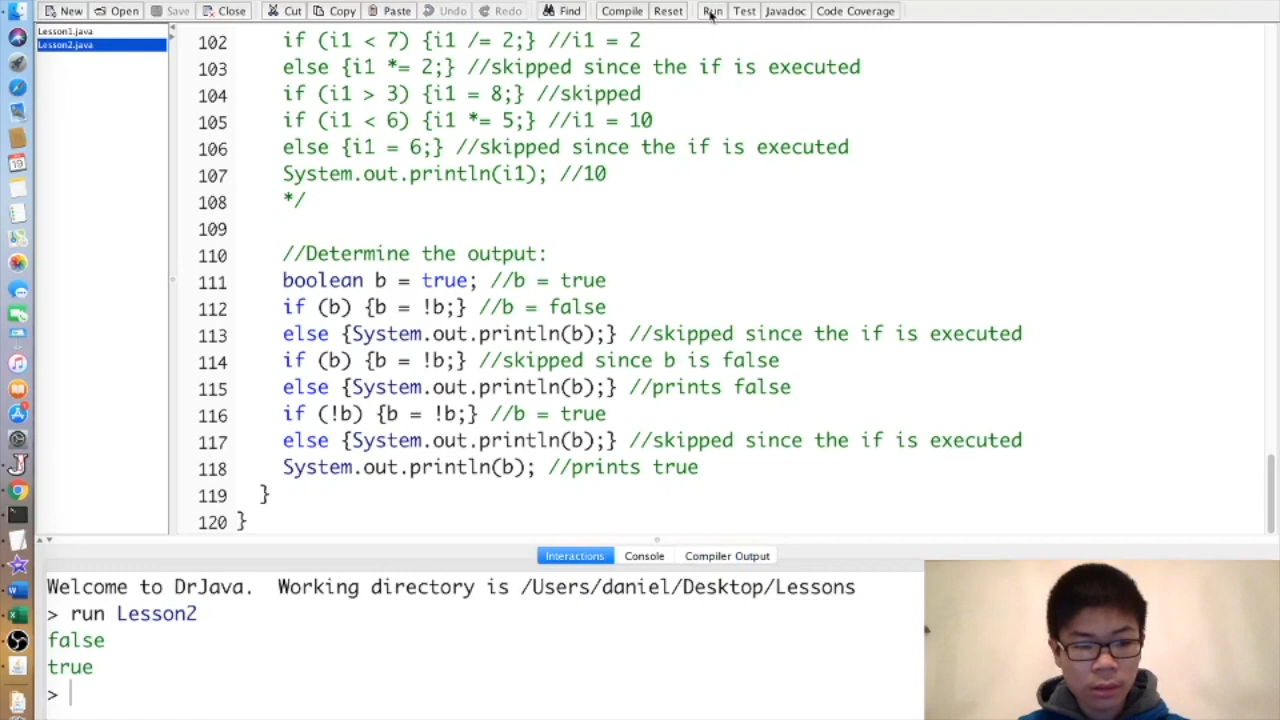 New Open Save Close Cut Copy Paste Undo Redo Find Compile Reset Run Test Javadoc Code Coverage
Lesson1.java
Lesson2.java
102 if (i1 < 7) {i1 /= 2;} //i1 = 2
103 else {i1 *= 2;} //skipped since the if is executed
104 if (i1 > 3) {i1 = 8;} //skipped
105 if (i1 < 6) {i1 *= 5;} //i1 = 10
106 else {i1 = 6;} //skipped since the if is executed
107 System.out.println(i1); //10
108 */
109
110 //Determine the output:
111 boolean b = true; //b = true
112 if (b) {b = !b;} //b = false
113 else {System.out.println(b);} //skipped since the if is executed
114 if (b) {b = !b;} //skipped since b is false
115 else {System.out.println(b);} //prints false
116 if (!b) {b = !b;} //b = true
117 else {System.out.println(b);} //skipped since the if is executed
118 System.out.println(b); //prints true
119 }
120 }
Interactions Console Compiler Output
Welcome to DrJava. Working directory is /Users/daniel/Desktop/Lessons
> run Lesson2
false
true
>